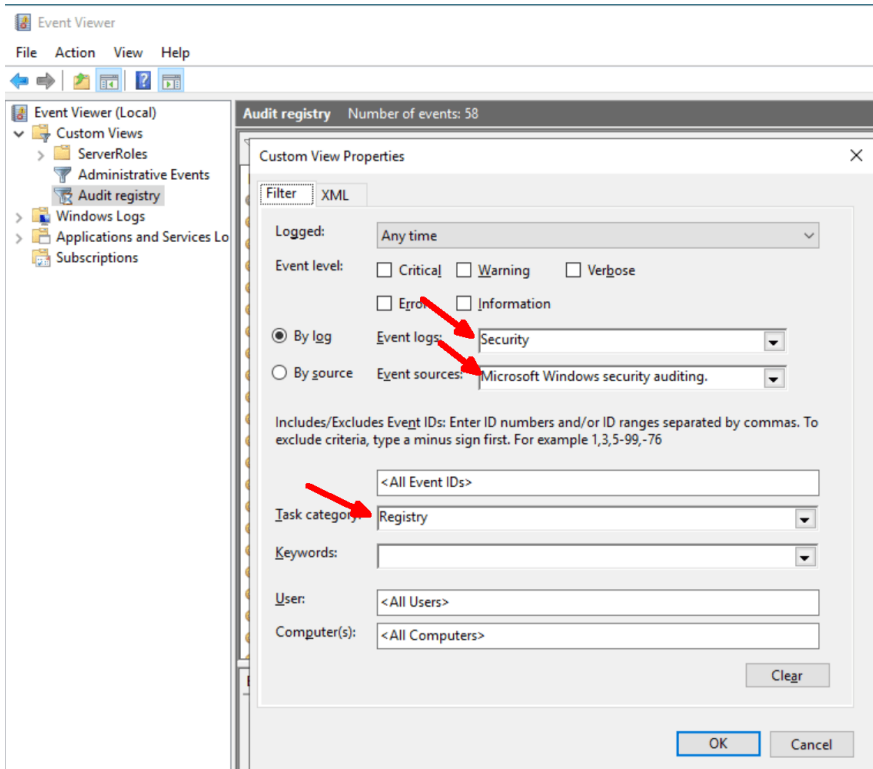 Event Viewer
File Action View Help
Event Viewer (Local)
Custom Views
ServerRoles
Administrative Events
Audit registry
Windows Logs
Applications and Services Lo
Subscriptions
Audit registry Number of events: 58
Custom View Properties
Filter XML
Logged: Any time
Event level: Critical Warning Verbose
Error Information
By log Event logs: Security
By source Event sources: Microsoft Windows security auditing.
Includes/Excludes Event IDs: Enter ID numbers and/or ID ranges separated by commas. To
exclude criteria, type a minus sign first. For example 1,3,5-99,-76
<All Event IDs>
Task category: Registry
Keywords:
User: <All Users>
Computer(s): <All Computers>
Clear
OK Cancel